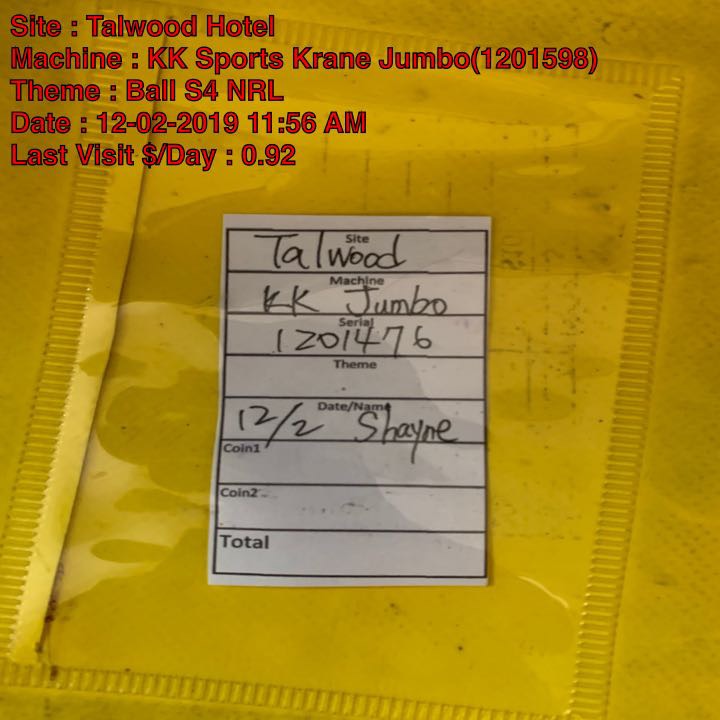 Site : Talwood Hotel
Machine : KK Sports Krane Jumbo(1201598)
Theme : Ball S4 NRL
Date : 12-02-2019 11:56 AM
Last Visit $/Day : 0.92
Site
Talwood
Machine
KK Jumbo
Serial
1201476
Theme
Date/Name
12/2 Shayne
Coin1
Coin2
Total